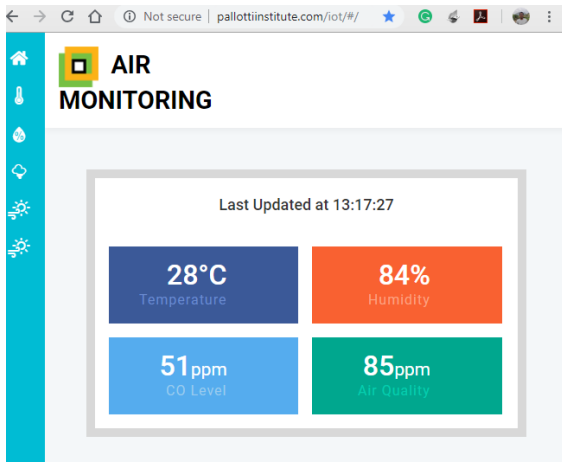 Not secure | pallottiinstitute.com/iot/#/
AIR
MONITORING
Last Updated at 13:17:27
28°C
Temperature
84%
Humidity
51ppm
CO Level
85ppm
Air Quality